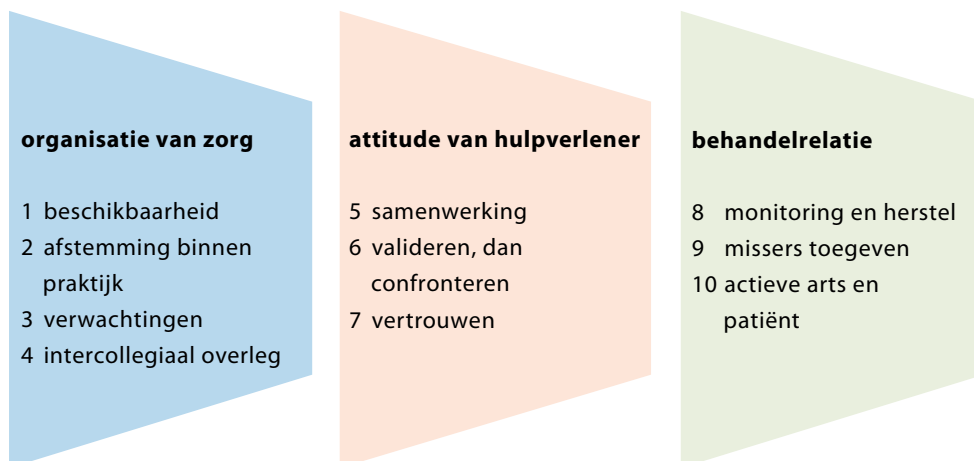 organisatie van zorg
1 beschikbaarheid
2 afstemming binnen
praktijk
3 verwachtingen
4 intercollegiaal overleg
attitude van hulpverlener
5 samenwerking
6 valideren, dan
confronteren
7 vertrouwen
behandelrelatie
8 monitoring en herstel
9 missers toegeven
10 actieve arts en
patiënt